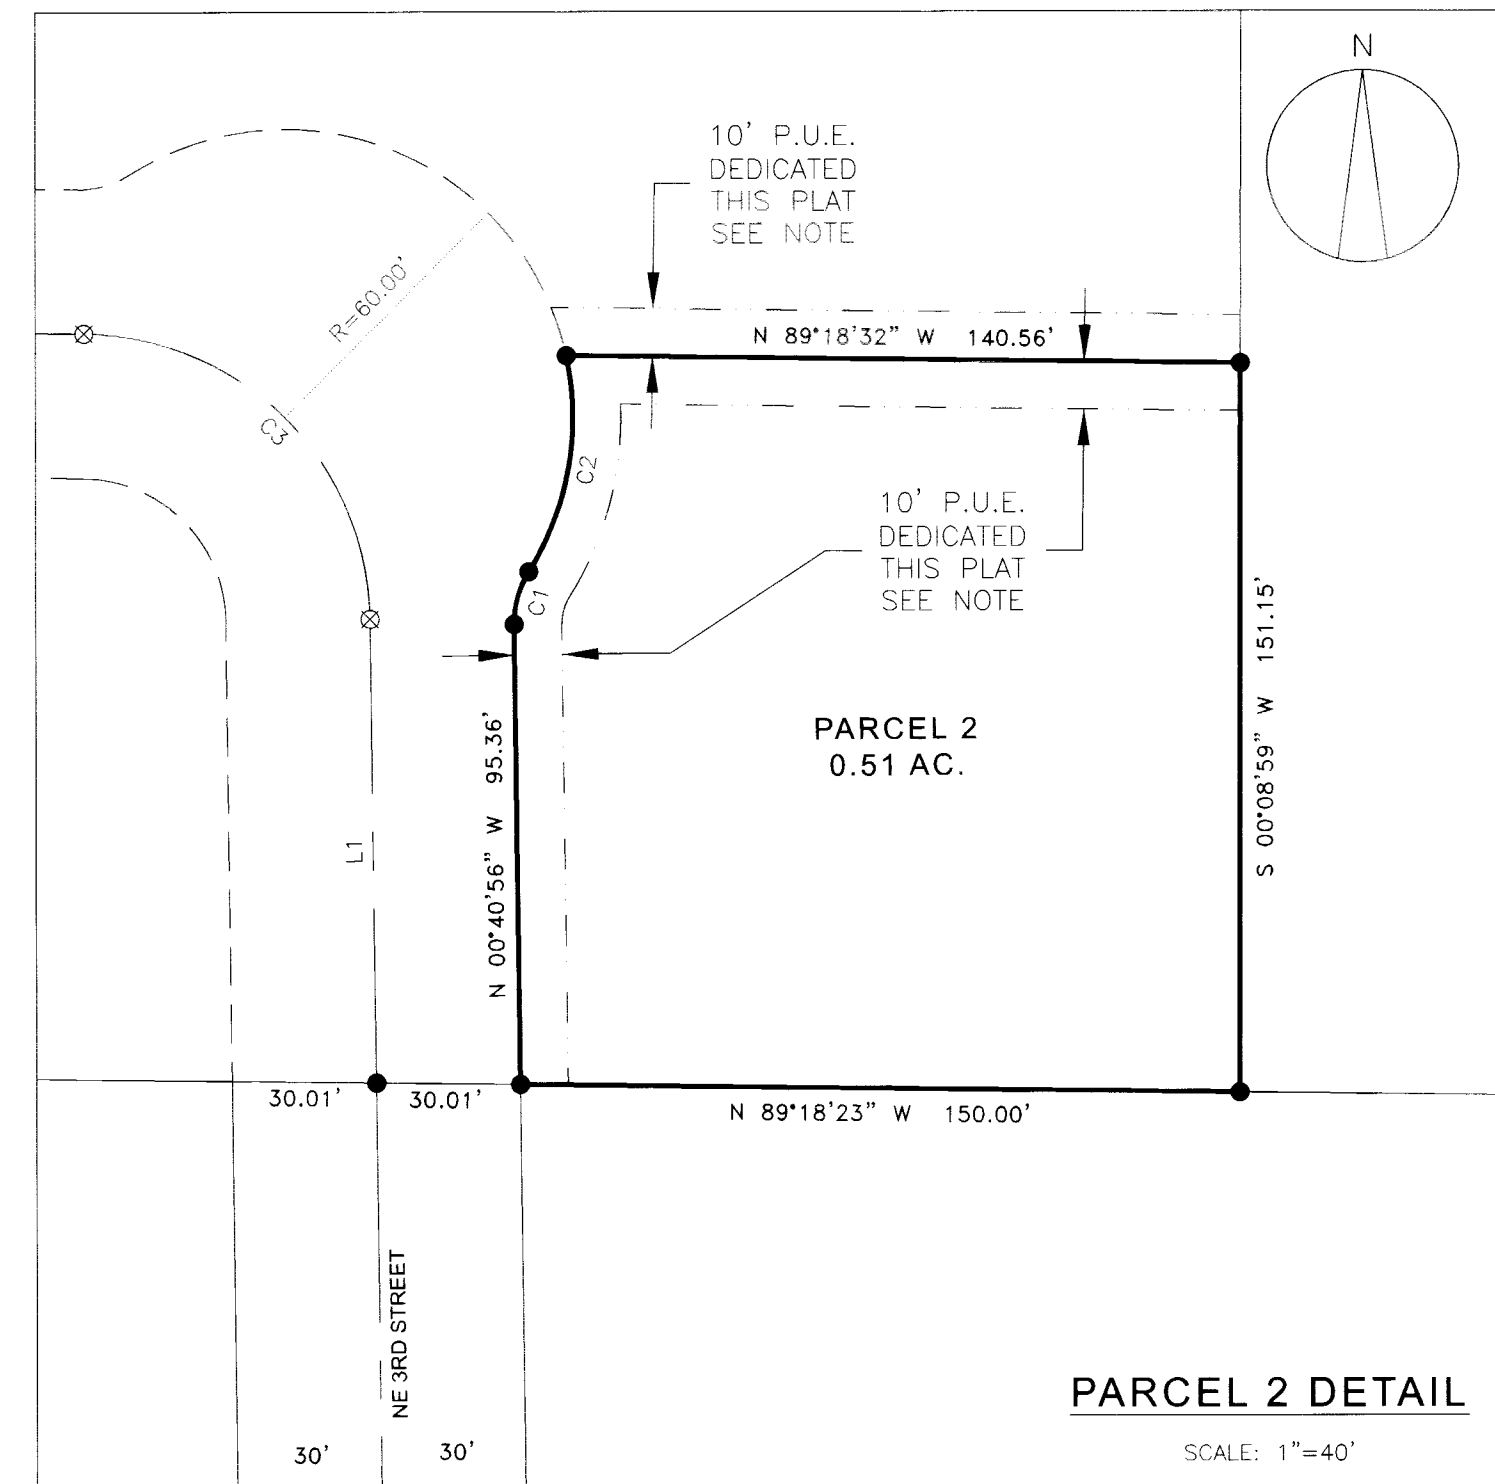 N
10' P.U.E.
DEDICATED
THIS PLAT
SEE NOTE
R=60.00'
N 89°18'32" W 140.56'
C3
C2
10' P.U.E.
DEDICATED
THIS PLAT
SEE NOTE
C1
S 00°08'59" W 151.15'
N 00°40'56" W 95.36'
PARCEL 2
0.51 AC.
L1
30.01'
30.01'
N 89°18'23" W 150.00'
NE 3RD STREET
PARCEL 2 DETAIL
30'
30'
SCALE: 1"=40'